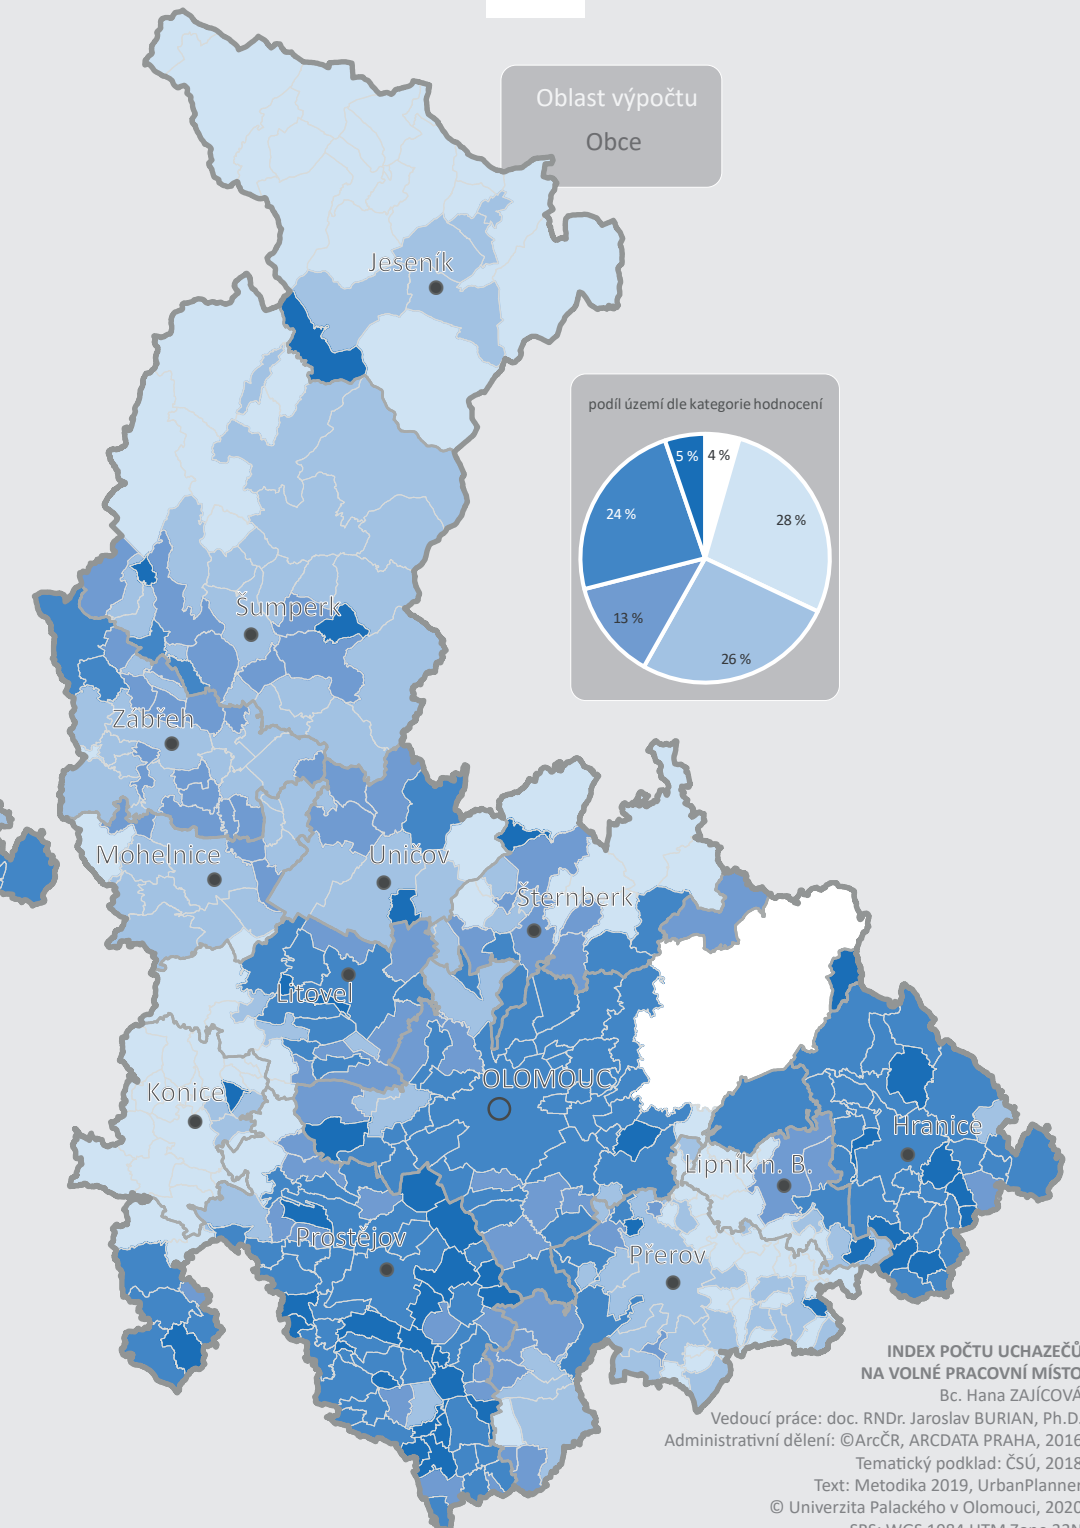 Oblast výpočtu
Obce
Jeseník
podíl území dle kategorie hodnocení
5 %
4 %
24 %
28 %
13 %
26 %
Šumperk
Zábřeh
Mohelnice
Uničov
Šternberk
Litovel
Konice
OLOMOUC
Hranice
Lipník n. B.
Prostějov
Přerov
INDEX POČTU UCHAZEČŮ
NA VOLNÉ PRACOVNÍ MÍSTO
Bc. Hana ZAJÍCOVÁ
Vedoucí práce: doc. RNDr. Jaroslav BURIAN, Ph.D.
Administrativní dělení: ©ArcČR, ARCDATA PRAHA, 2016
Tematický podklad: ČSÚ, 2018
Text: Metodika 2019, UrbanPlanner
© Univerzita Palackého v Olomouci, 2020